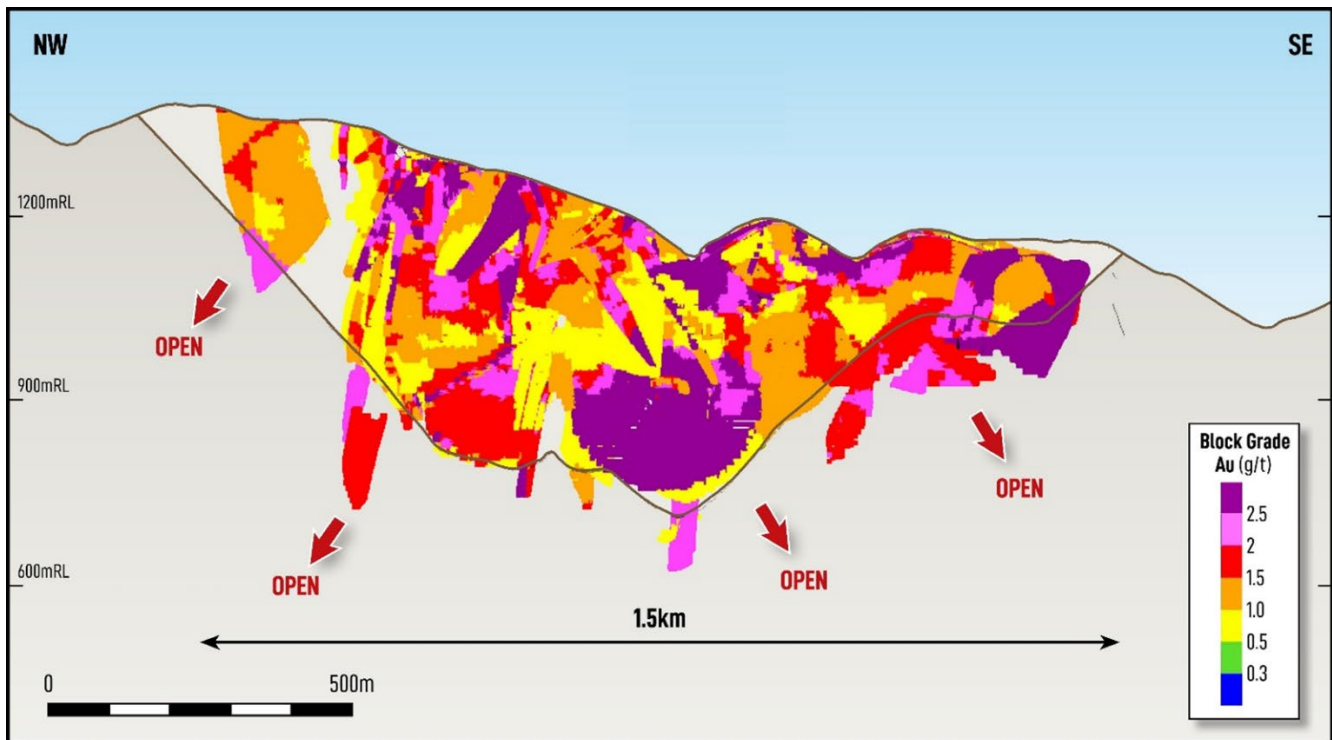 NW
SE
1200mRL
900mRL
600mRL
OPEN
OPEN
OPEN
OPEN
1.5km
0 500m
Block Grade
Au (g/t)
2.5
2
1.5
1.0
0.5
0.3